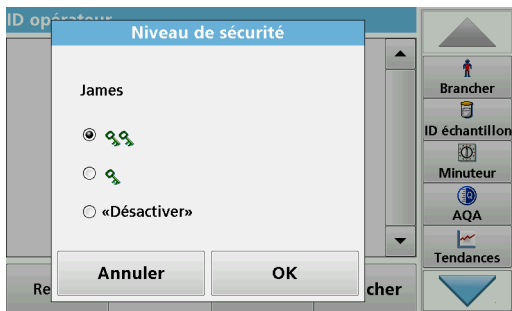 ID opérateur
Niveau de sécurité
James
«Désactiver»
Annuler
OK
Brancher
ID échantillon
Minuteur
AQA
Tendances